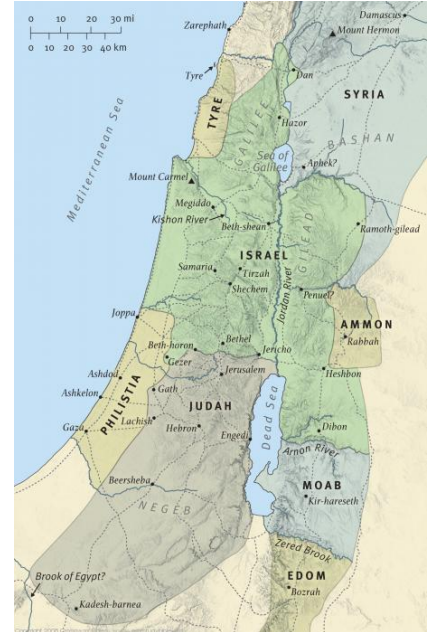 0 10 20 30 mi
0 10 20 30 40 km
Zarephath
Damascus
Mount Hermon
Tyre
Dan
SYRIA
TYRE
GALILEE
Hazor
BASHAN
Mediterranean Sea
Sea of
Galilee
Aphek?
Mount Carmel
Megiddo
Kishon River
Beth-shean
Ramoth-gilead
GILEAD
ISRAEL
Samaria
Tirzah
Shechem
Jordan River
Penuel?
Joppa
AMMON
Rabbah
Beth-horon
Bethel
Jericho
Gezer
Ashdod
Jerusalem
Heshbon
Ashkelon
Gath
JUDAH
PHILISTIA
Dead Sea
Gaza
Lachish
Hebron
Engedi
Dibon
Arnon River
MOAB
Beersheba
Kir-hareseth
NEGEB
Zered Brook
EDOM
Brook of Egypt?
Bozrah
Kadesh-barnea